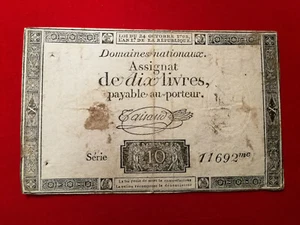 LOI DU 24 OCTOBRE 1792,
L'AN 1er DE LA RÉPUBLIQUE
Domaines nationaux.
Assignat
de dix livres,
payable au porteur.
Taisaud
Série 11692me
10